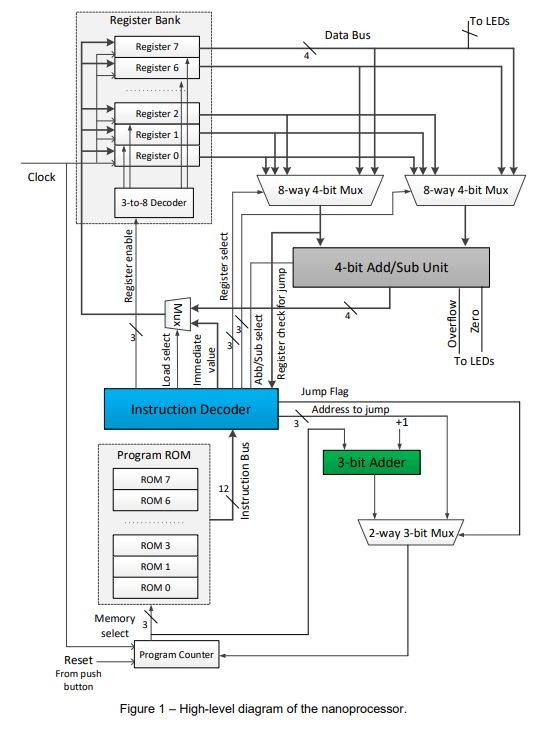 Register Bank
To LEDs
Data Bus
Register 7
4
Register 6
Register 2
Register 1
Register 0
Clock
8-way 4-bit Mux
8-way 4-bit Mux
3-to-8 Decoder
Register enable
Register select
4-bit Add/Sub Unit
Register check for jump
Mux
4
Overflow
Zero
3
3
3
Load select
Immediate
value
Abb/Sub select
To LEDs
Jump Flag
Instruction Decoder
Address to jump
3
+1
Program ROM
3-bit Adder
ROM 7
12
Instruction Bus
ROM 6
2-way 3-bit Mux
ROM 3
ROM 1
ROM 0
Memory
select
3
Program Counter
Reset
From push
button
Figure 1 – High-level diagram of the nanoprocessor.